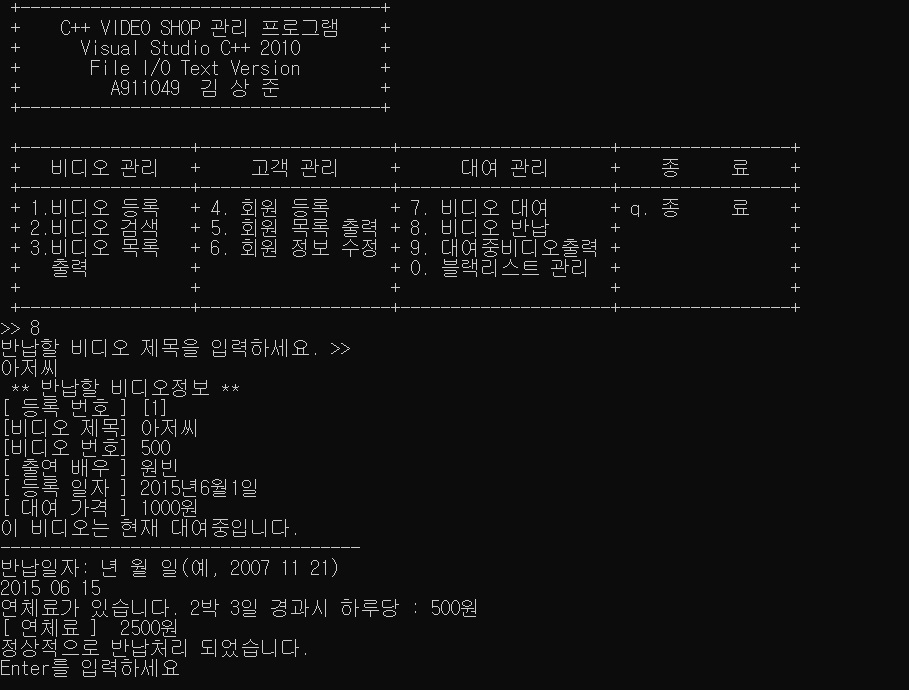 +------------------------------------+
+    C++ VIDEO SHOP 관리 프로그램    +
+      Visual Studio C++ 2010        +
+       File I/O Text Version        +
+         A911049  김 상 준          +
+------------------------------------+
+-----------------+-------------------+---------------------+-----------------+
+   비디오 관리   +     고객 관리     +      대여 관리      +    종     료    +
+-----------------+-------------------+---------------------+-----------------+
+ 1.비디오 등록   + 4. 회원 등록      + 7. 비디오 대여      + q. 종     료    +
+ 2.비디오 검색   + 5. 회원 목록 출력 + 8. 비디오 반납      +                 +
+ 3.비디오 목록   + 6. 회원 정보 수정 + 9. 대여중비디오출력 +                 +
+   출력          +                   + 0. 블랙리스트 관리  +                 +
+                 +                   +                     +                 +
+-----------------+-------------------+---------------------+-----------------+
>> 8
반납할 비디오 제목을 입력하세요. >>
아저씨
** 반납할 비디오정보 **
[ 등록 번호 ] [1]
[비디오 제목] 아저씨
[비디오 번호] 500
[ 출연 배우 ] 원빈
[ 등록 일자 ] 2015년6월1일
[ 대여 가격 ] 1000원
이 비디오는 현재 대여중입니다.
------------------------------------
반납일자: 년 월 일(예, 2007 11 21)
2015 06 15
연체료가 있습니다. 2박 3일 경과시 하루당 : 500원
[ 연체료 ]  2500원
정상적으로 반납처리 되었습니다.
Enter를 입력하세요